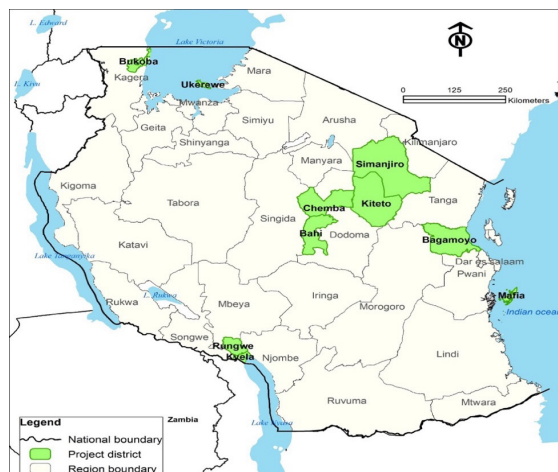 L. Edward
Lake Victoria
N
Bukoba
Kagera
Mara
L. Kivu
Ukerewe
Mwanza
0 125 250
Kilometers
Geita
Simiyu
Arusha
Shinyanga
Kilimanjaro
Manyara
Simanjiro
Kigoma
Tabora
Chemba
Kiteto
Tanga
Singida
Dodoma
Bahi
Bagamoyo
Katavi
Lake Tanganyika
Dar es salaam
Pwani
Rukwa
L. Rukwa
Mbeya
Iringa
Morogoro
Mafia
Indian ocean
Songwe
Rungwe
Kyela
Njombe
Lindi
Ruvuma
Mtwara
Legend
Zambia
Lake Nyasa
National boundary
Project district
Region boundary